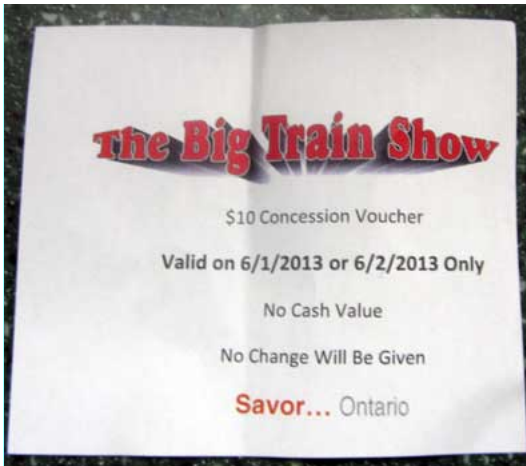 The Big Train Show
$10 Concession Voucher
Valid on 6/1/2013 or 6/2/2013 Only
No Cash Value
No Change Will Be Given
Savor... Ontario